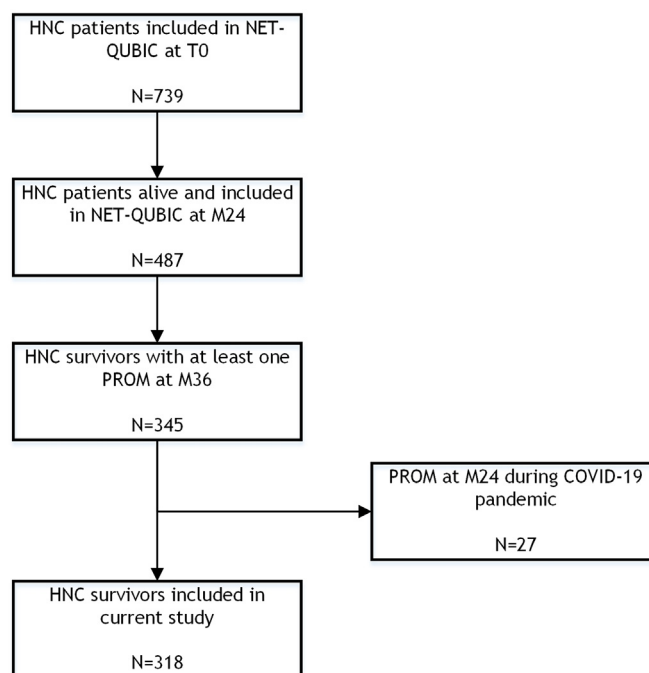 HNC patients included in NET-
QUBIC at T0
N=739
HNC patients alive and included
in NET-QUBIC at M24
N=487
HNC survivors with at least one
PROM at M36
N=345
PROM at M24 during COVID-19
pandemic
N=27
HNC survivors included in
current study
N=318